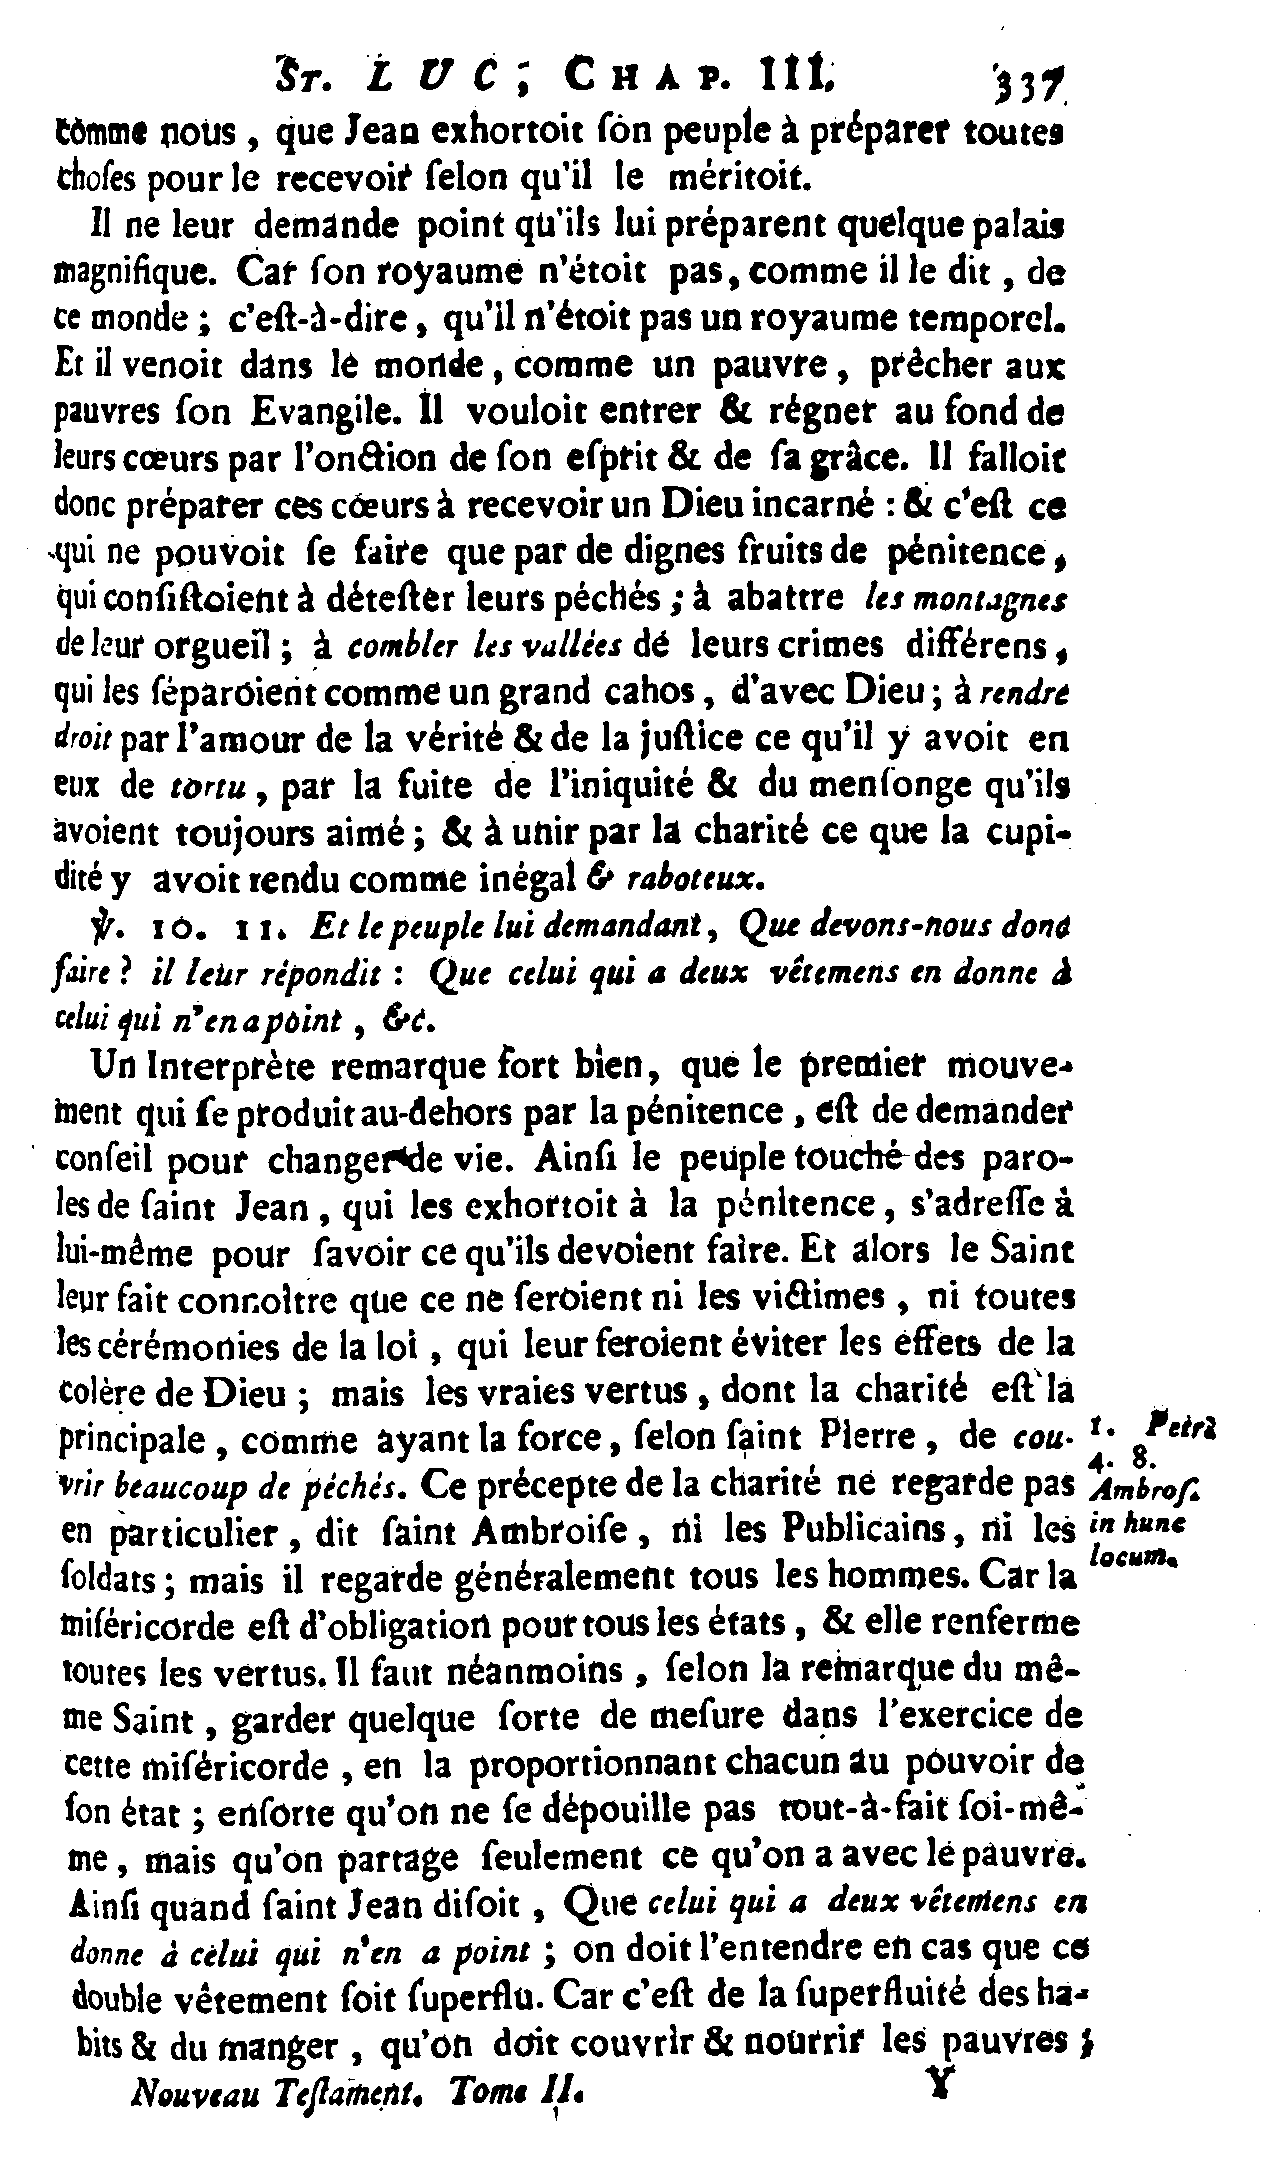 St. LUC, CHAP. III. 337
comme nous, que Jean exhortoit ſon peuple à préparer toutes
choſes pour le recevoir ſelon qu'il le méritoit.
Il ne leur demande point qu'ils lui préparent quelque palais
magnifique. Car ſon royaume n'étoit pas, comme il le dit, de
ce monde; c'eſt-à-dire, qu'il n'étoit pas un royaume temporel.
Et il venoit dans le monde, comme un pauvre, prêcher aux
pauvres ſon Evangile. Il vouloit entrer & régner au fond de
leurs cœurs par l'onction de ſon eſprit & de ſa grâce. Il falloit
donc préparer ces cœurs à recevoir un Dieu incarné : & c'eſt ce
qui ne pouvoit ſe faire que par de dignes fruits de pénitence,
qui conſiſtoient à déteſter leurs péchés; à abattre les montagnes
de leur orgueil; à combler les vallées de leurs crimes différens,
qui les ſéparoient comme un grand cahos, d'avec Dieu; à rendre
droit par l'amour de la vérité & de la juſtice ce qu'il y avoit en
eux de tortu, par la fuite de l'iniquité & du menſonge qu'ils
avoient toujours aimé; & à unir par la charité ce que la cupi-
dité y avoit rendu comme inégal & raboteux.
℣. 10. 11. Et le peuple lui demandant, Que devons-nous donc
faire? il leur répondit : Que celui qui a deux vêtemens en donne à
celui qui n'en a point, &c.
Un Interprète remarque fort bien, que le premier mouve-
ment qui ſe produit au-dehors par la pénitence, eſt de demander
conſeil pour changer de vie. Ainſi le peuple touché des paro-
les de ſaint Jean, qui les exhortoit à la pénitence, s'adreſſe à
lui-même pour ſavoir ce qu'ils devoient faire. Et alors le Saint
leur fait connoître que ce ne ſeroient ni les victimes, ni toutes
les cérémonies de la loi, qui leur feroient éviter les effets de la
colère de Dieu; mais les vraies vertus, dont la charité eſt la
principale, comme ayant la force, ſelon ſaint Pierre, de cou-
vrir beaucoup de péchés. Ce précepte de la charité ne regarde pas
en particulier, dit ſaint Ambroiſe, ni les Publicains, ni les
ſoldats; mais il regarde généralement tous les hommes. Car la
miſéricorde eſt d'obligation pour tous les états, & elle renferme
toutes les vertus. Il faut néanmoins, ſelon la remarque du mê-
me Saint, garder quelque ſorte de meſure dans l'exercice de
cette miſéricorde, en la proportionnant chacun au pouvoir de
ſon état; enſorte qu'on ne ſe dépouille pas tout-à-fait ſoi-mê-
me, mais qu'on partage ſeulement ce qu'on a avec le pauvre.
Ainſi quand ſaint Jean diſoit, Que celui qui a deux vêtemens en
donne à celui qui n'en a point; on doit l'entendre en cas que ce
double vêtement ſoit ſuperflu. Car c'eſt de la ſuperfluité des ha-
bits & du manger, qu'on doit couvrir & nourrir les pauvres;
Nouveau Teſtament. Tome II. Y
1. Petri
4. 8.
Ambroſ.
in hunc
locum.